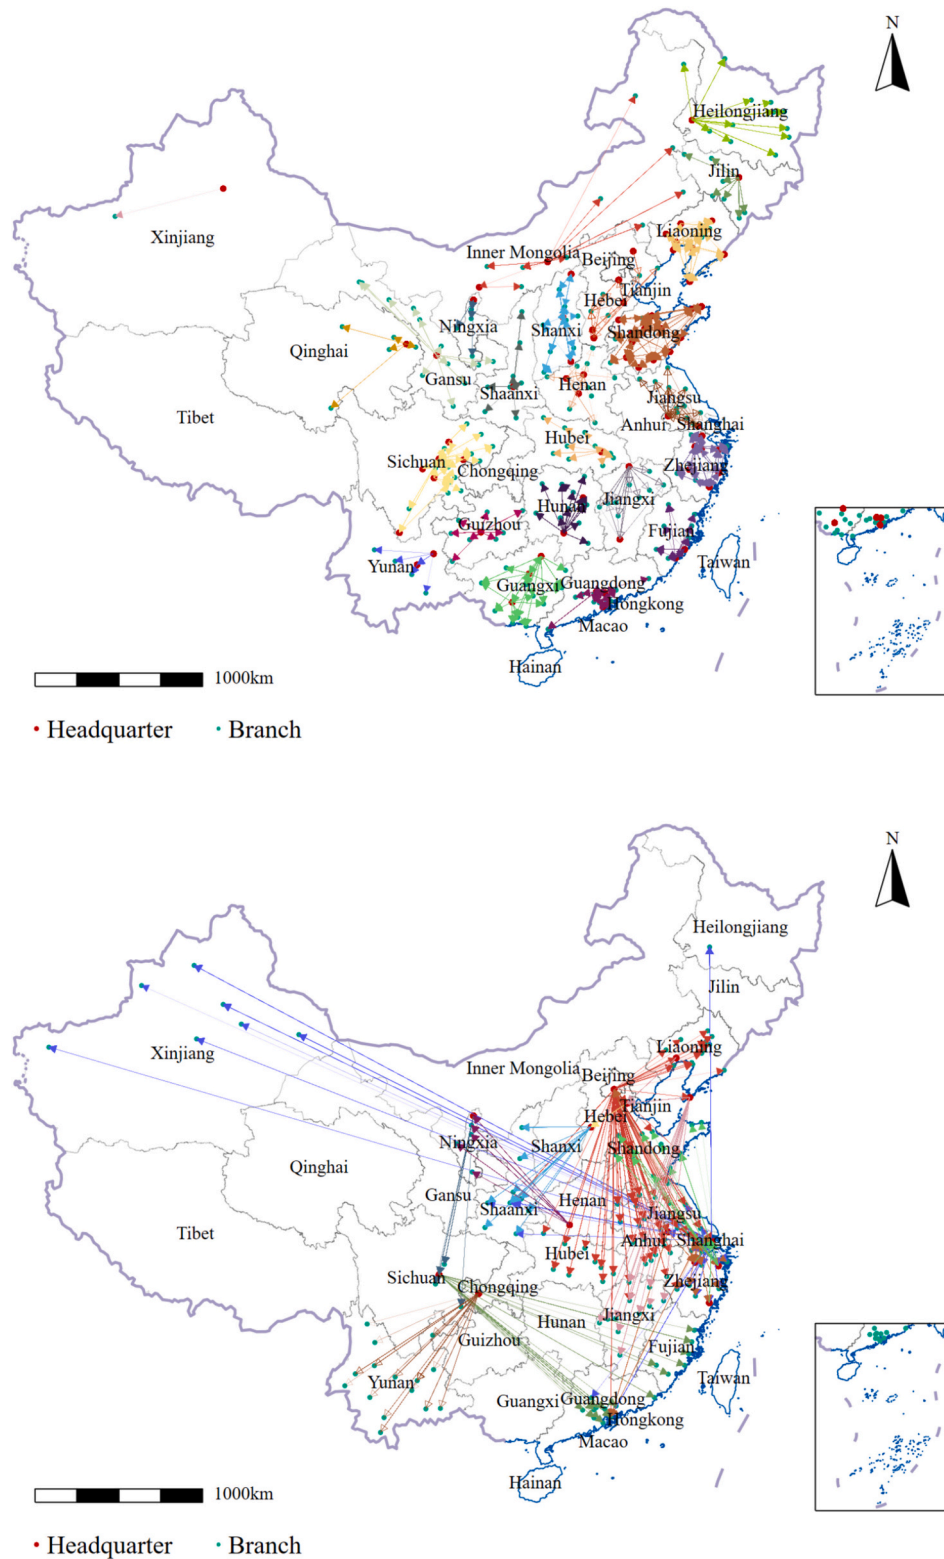 N
Heilongjiang
Jilin
Liaoning
Xinjiang
Inner Mongolia
Beijing
Tianjin
Hebei
Ningxia
Shanxi
Shandong
Qinghai
Gansu
Shaanxi
Henan
Jiangsu
Tibet
Anhui
Shanghai
Hubei
Sichuan
Chongqing
Zhejiang
Hunan
Jiangxi
Guizhou
Fujian
Yunan
Taiwan
Guangxi
Guangdong
Hongkong
Macao
Hainan
1000km
Headquarter
Branch
N
Heilongjiang
Jilin
Liaoning
Xinjiang
Inner Mongolia
Beijing
Tianjin
Hebei
Ningxia
Shanxi
Shandong
Qinghai
Gansu
Shaanxi
Henan
Jiangsu
Tibet
Anhui
Shanghai
Hubei
Sichuan
Chongqing
Zhejiang
Hunan
Jiangxi
Guizhou
Fujian
Yunan
Taiwan
Guangxi
Guangdong
Hongkong
Macao
Hainan
1000km
Headquarter
Branch